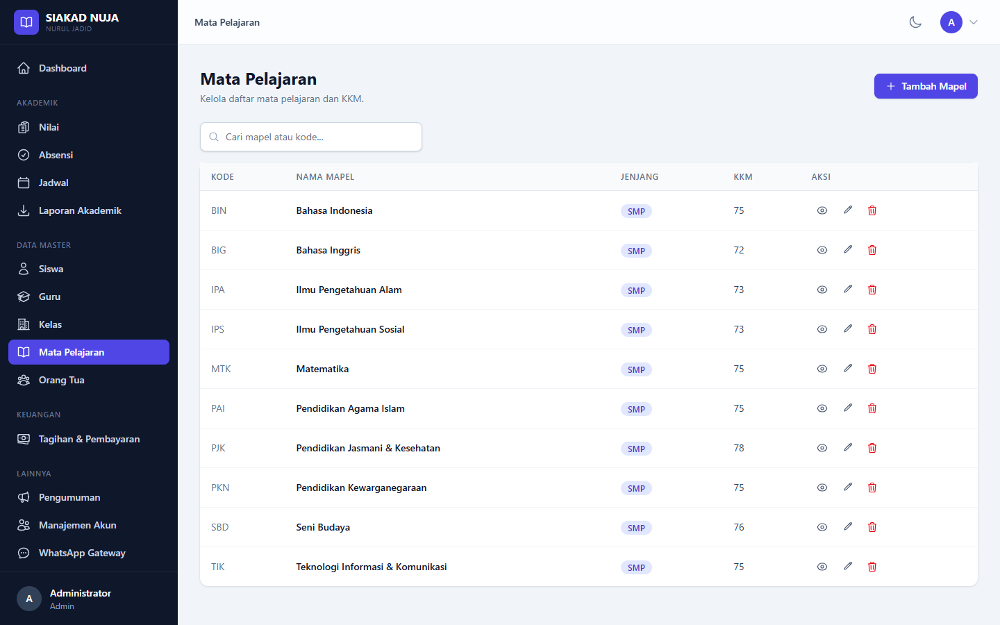 SIAKAD NUJA
NURUL JADID
Dashboard
AKADEMIK
Nilai
Absensi
Jadwal
Laporan Akademik
DATA MASTER
Siswa
Guru
Kelas
Mata Pelajaran
Orang Tua
KEUANGAN
Tagihan & Pembayaran
LAINNYA
Pengumuman
Manajemen Akun
WhatsApp Gateway
A
Administrator
Admin
Mata Pelajaran
A
Mata Pelajaran
Kelola daftar mata pelajaran dan KKM.
Tambah Mapel
Cari mapel atau kode...
KODE NAMA MAPEL JENJANG KKM AKSI
BIN Bahasa Indonesia SMP 75
BIG Bahasa Inggris SMP 72
IPA Ilmu Pengetahuan Alam SMP 73
IPS Ilmu Pengetahuan Sosial SMP 73
MTK Matematika SMP 75
PAI Pendidikan Agama Islam SMP 75
PJK Pendidikan Jasmani & Kesehatan SMP 78
PKN Pendidikan Kewarganegaraan SMP 75
SBD Seni Budaya SMP 76
TIK Teknologi Informasi & Komunikasi SMP 75